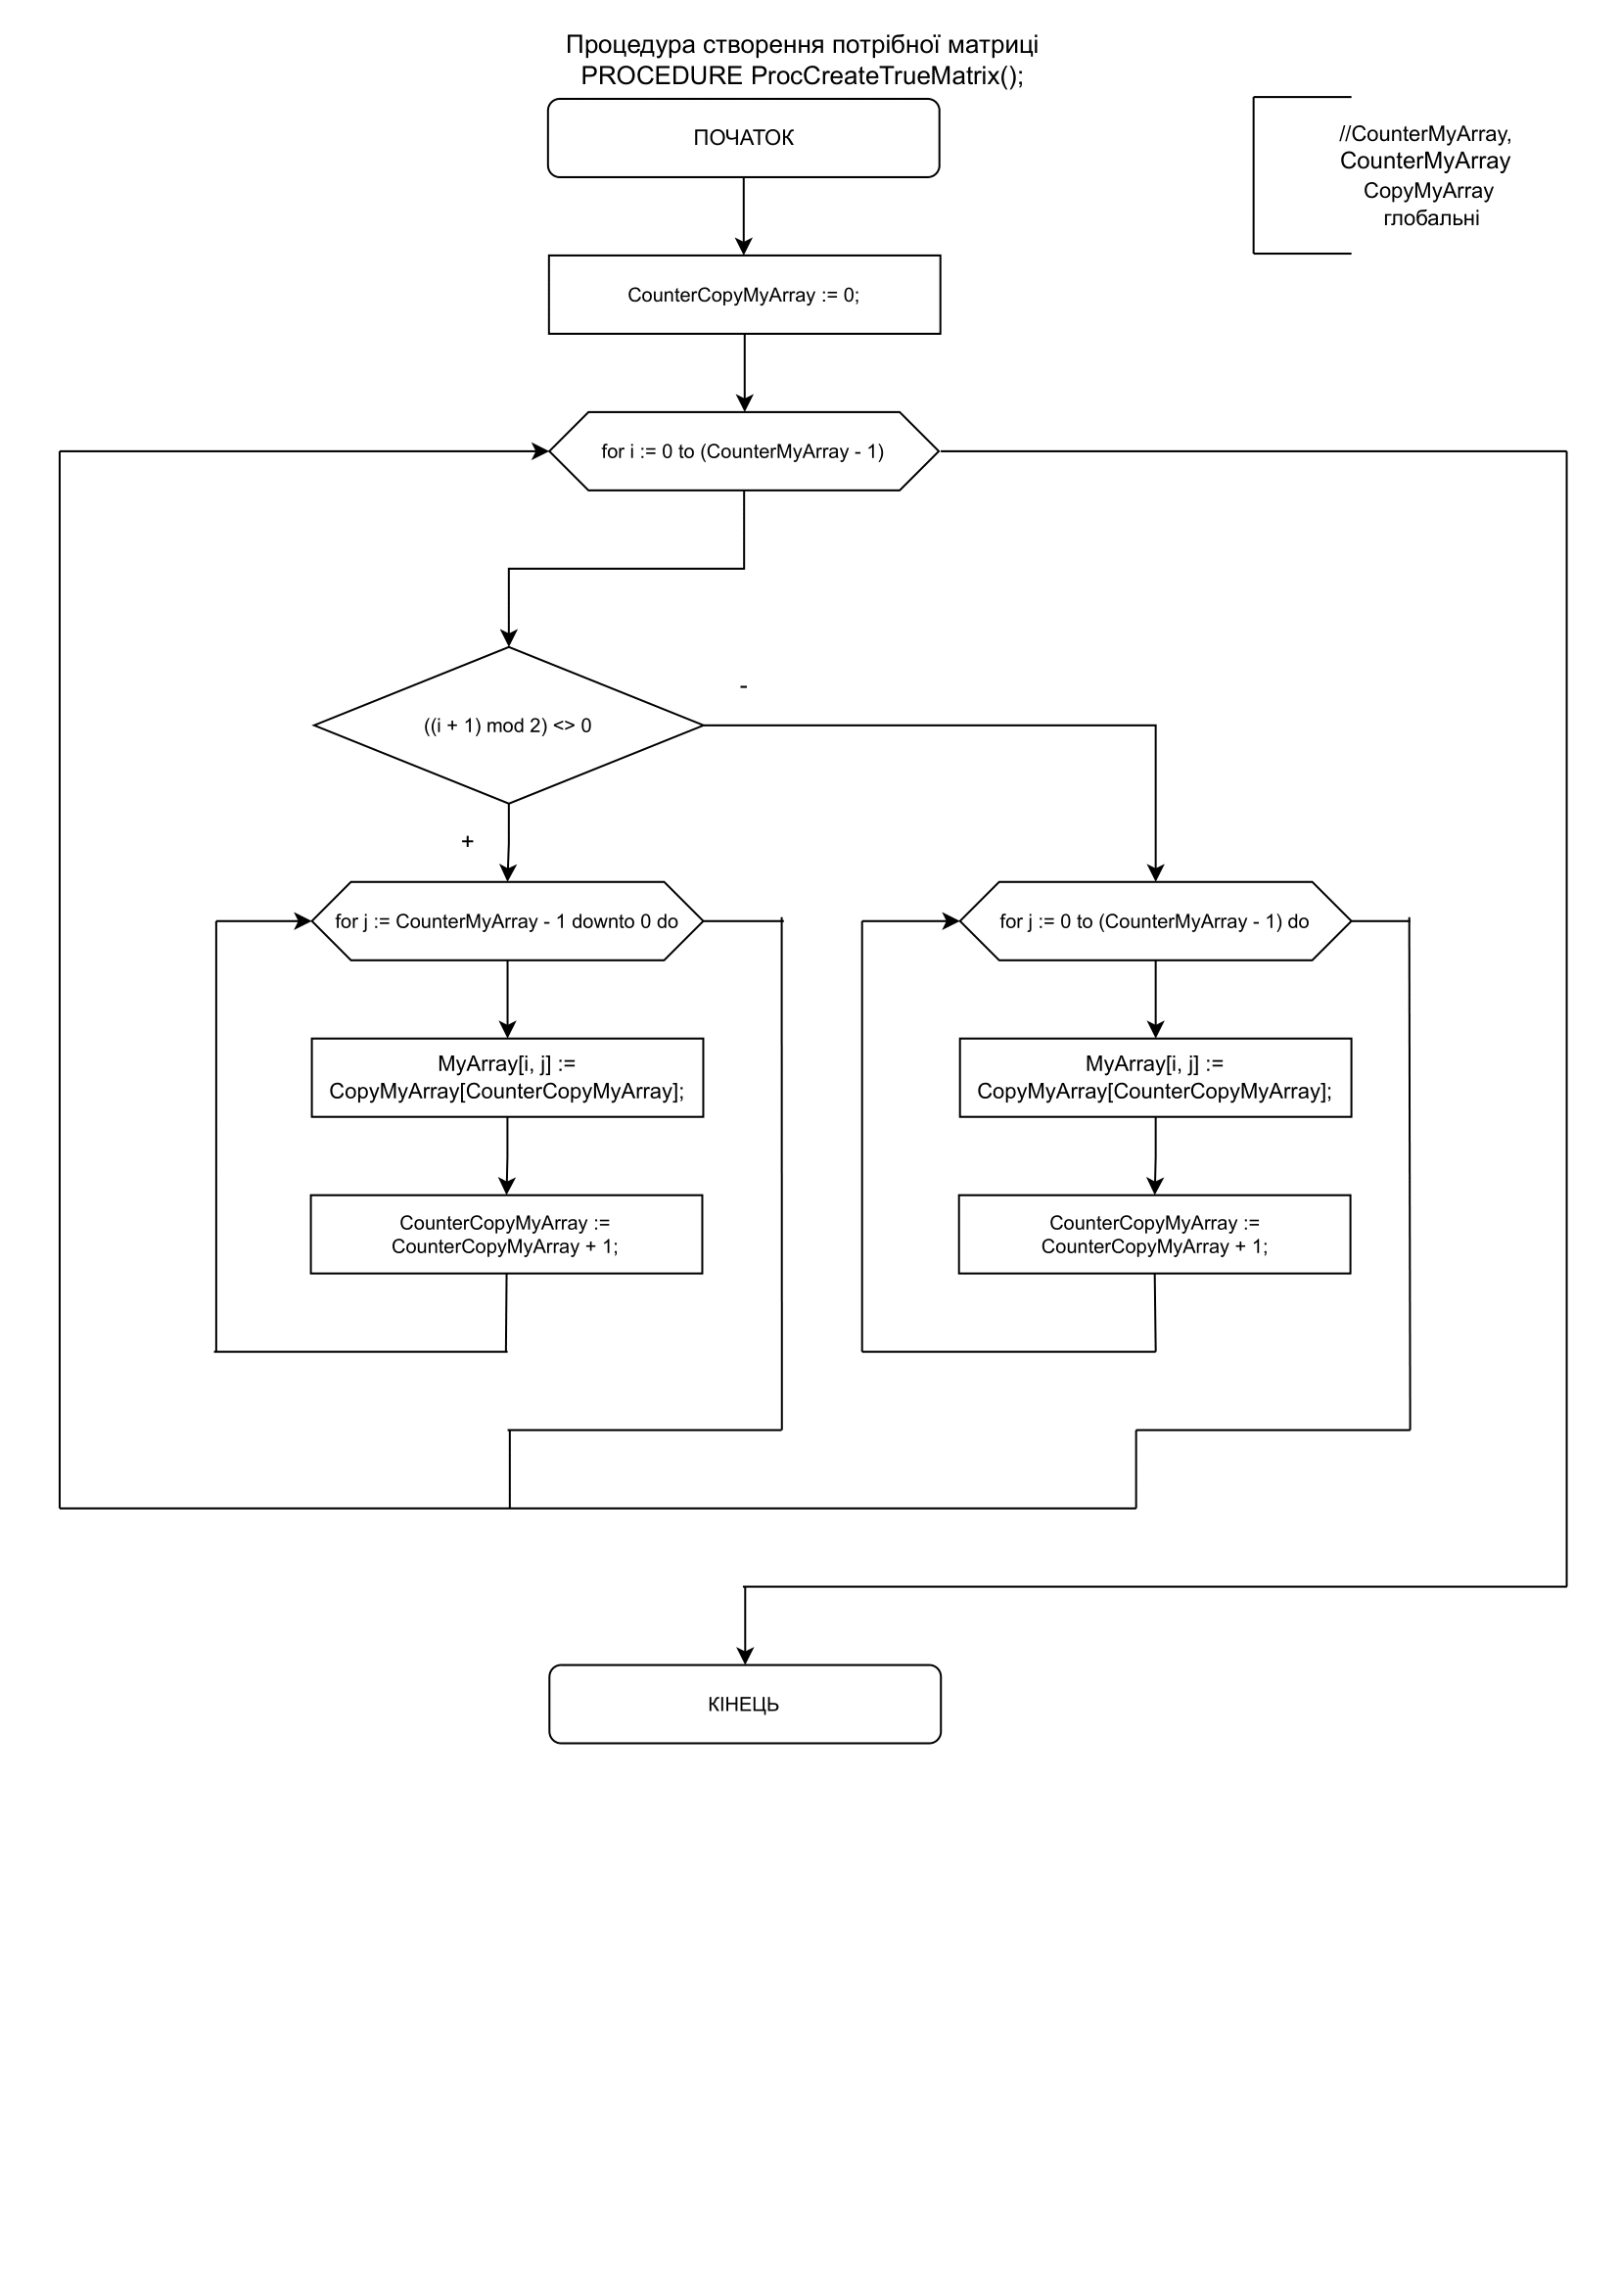 Процедура створення потрібної матриці
PROCEDURE ProcCreateTrueMatrix();
ПОЧАТОК
//CounterMyArray,
CounterMyArray
CopyMyArray
глобальні
CounterCopyMyArray := 0;
for i := 0 to (CounterMyArray - 1)
-
((i + 1) mod 2) <> 0
+
for j := CounterMyArray - 1 downto 0 do
for j := 0 to (CounterMyArray - 1) do
MyArray[i, j] :=
CopyMyArray[CounterCopyMyArray];
MyArray[i, j] :=
CopyMyArray[CounterCopyMyArray];
CounterCopyMyArray :=
CounterCopyMyArray + 1;
CounterCopyMyArray :=
CounterCopyMyArray + 1;
КІНЕЦЬ